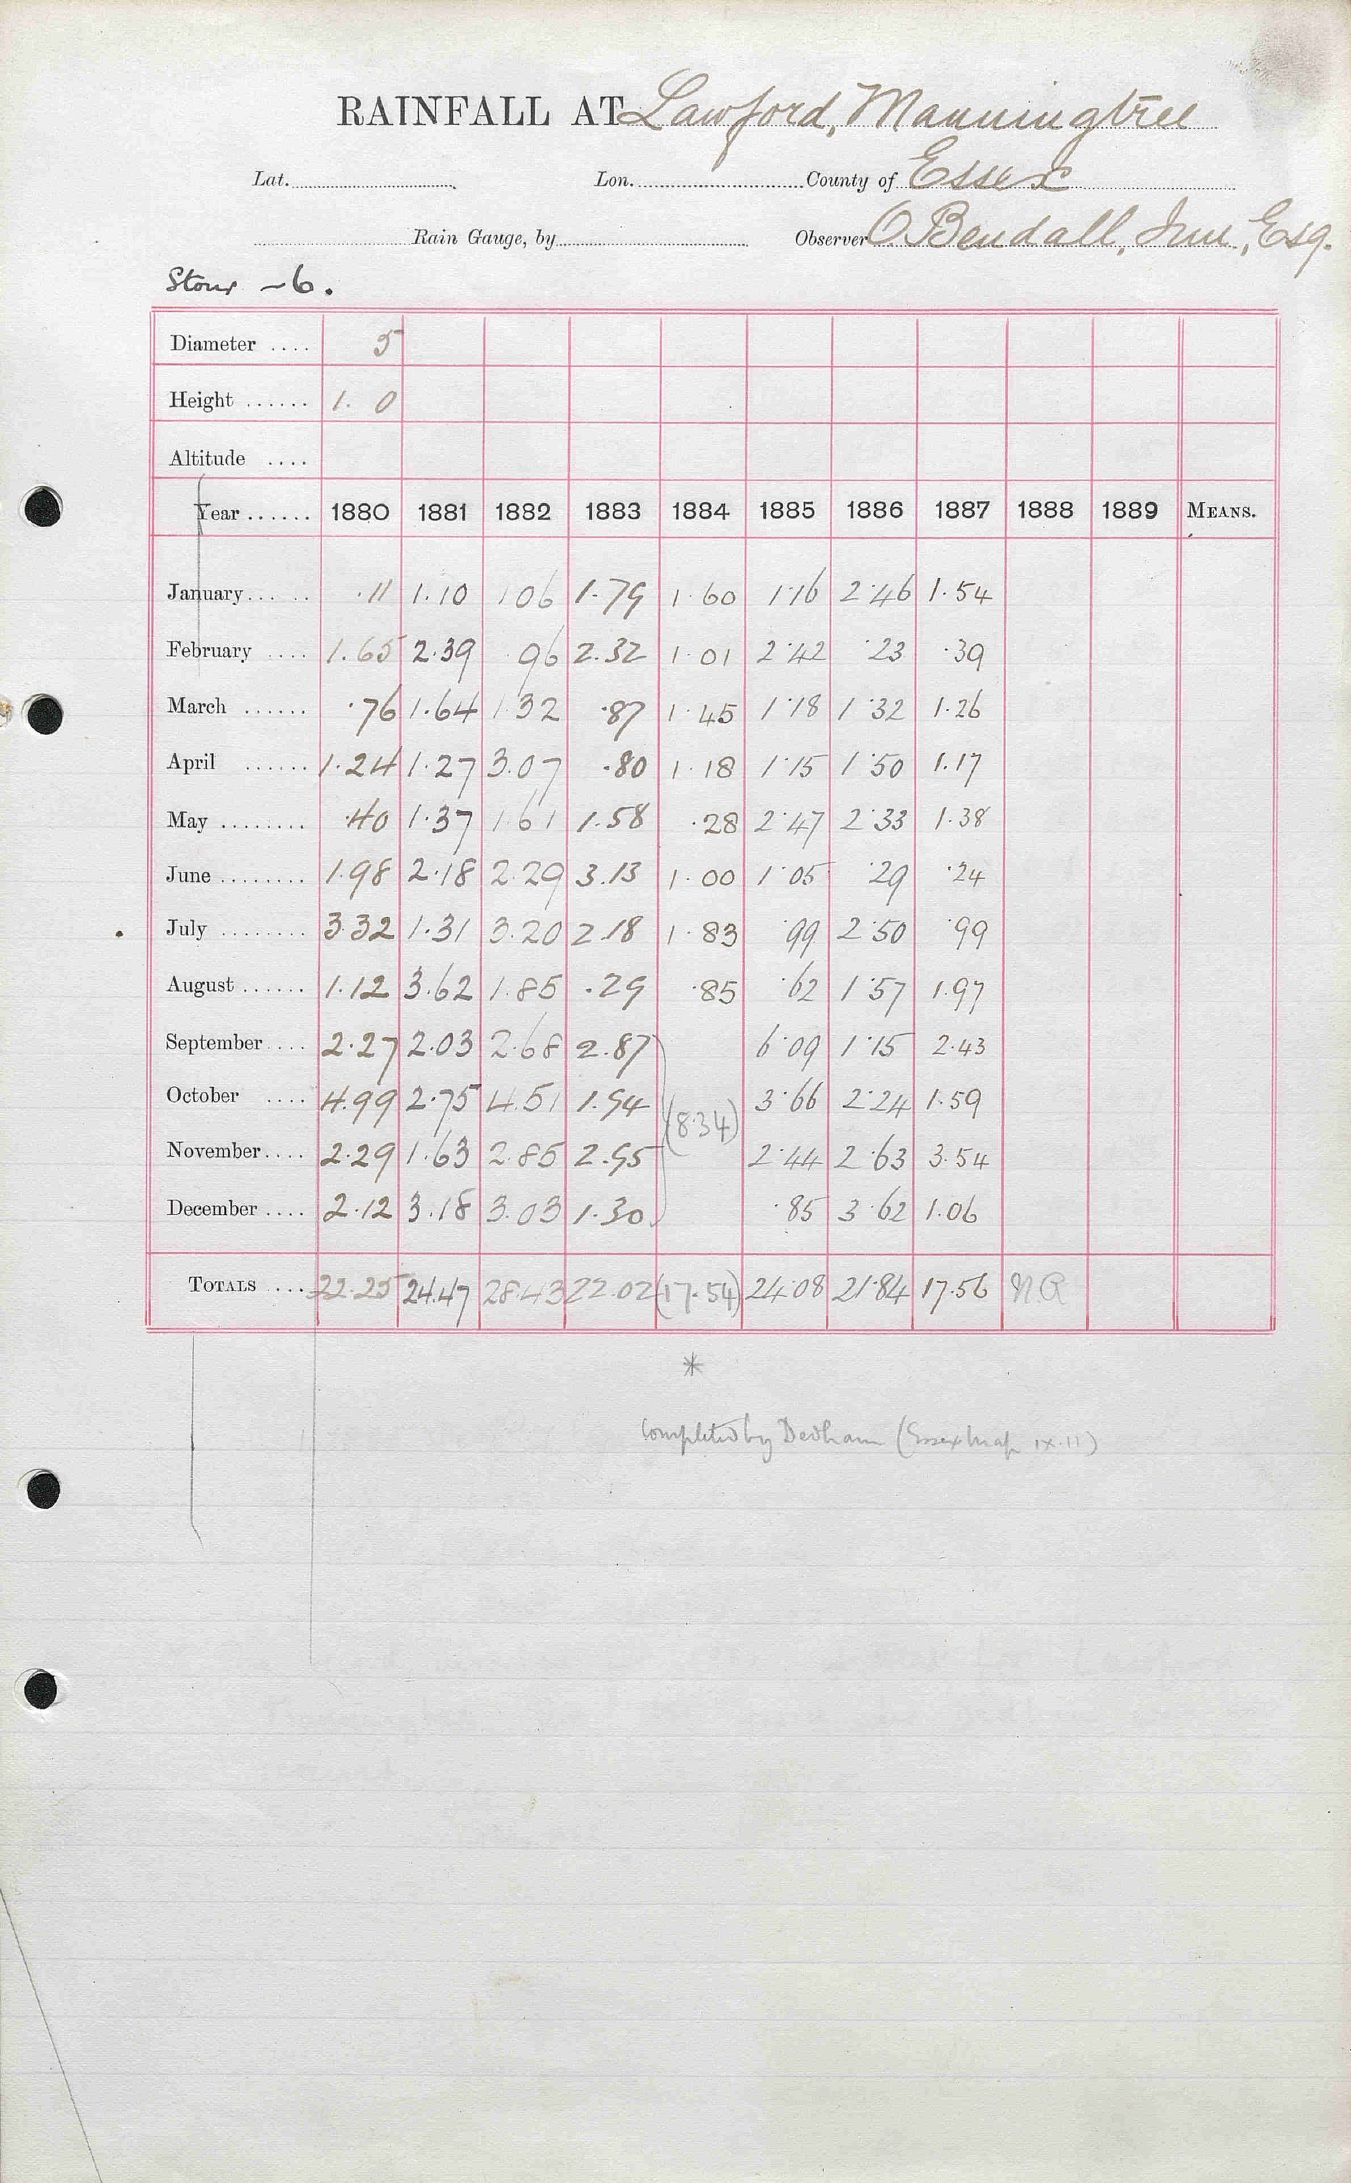 RAINFALL AT Lawford, Manningtree
Lat. Lon. County of Essex
Rain Gauge, by Observer O Bendall, Jun., Esq.
Stour ~6.
Diameter .... 5
Height ...... 1. 0
Altitude ....
Year ...... 1880 1881 1882 1883 1884 1885 1886 1887 1888 1889 MEANS.
January ... .11 1.10 1 06 1.79 1.60 1.16 2.46 1.54
February .... 1.65 2.39 96 2.32 1.01 2.42 .23 .39
March ...... .76 1.64 1.32 .87 1.45 1.18 1.32 1.26
April ...... 1.24 1.27 3.07 .80 1.18 1.15 1.50 1.17
May ........ .40 1.37 1.61 1.58 .28 2.47 2.33 1.38
June ........ 1.98 2.18 2.29 3.13 1.00 1.05 .29 .24
July ........ 3.32 1.31 3.20 2.18 1.83 .99 2.50 .99
August ...... 1.12 3.62 1.85 .29 .85 .62 1.57 1.97
September .... 2.27 2.03 2.68 2.87 6.09 1.15 2.43
October .... 4.99 2.75 4.51 1.94 (8.34) 3.66 2.24 1.59
November .... 2.29 1.63 2.85 2.95 2.44 2.63 3.54
December .... 2.12 3.18 3.03 1.30 .85 3.62 1.06
TOTALS ... 22.25 24.47 28.43 22.02 (17.54) 24.08 21.84 17.56 N.R
*
Completed by Dedham (Essex Map IX.11)